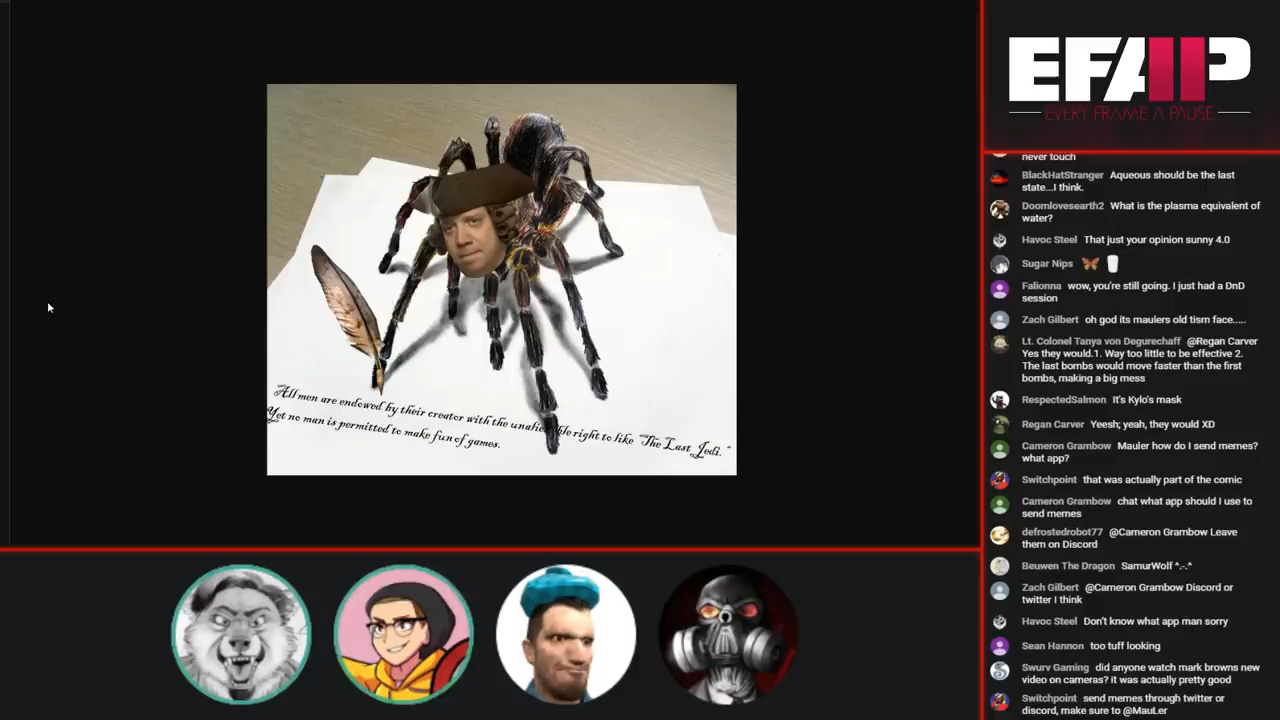 EFAP
EVERY FRAME A PAUSE
All men are endowed by their creator with the unalienable right to like "The Last Jedi."
Yet no man is permitted to make fun of games.
never touch
BlackHatStranger Aqueous should be the last
state...I think.
Doomlovesearth2 What is the plasma equivalent of
water?
Havoc Steel That just your opinion sunny 4.0
Sugar Nips
Falionna wow, you're still going. I just had a DnD
session
Zach Gilbert oh god its maulers old tism face.....
Lt. Colonel Tanya von Degurechaff @Regan Carver
Yes they would.1. Way too little to be effective 2.
The last bombs would move faster than the first
bombs, making a big mess
RespectedSalmon It's Kylo's mask
Regan Carver Yeesh; yeah, they would XD
Cameron Grambow Mauler how do I send memes?
what app?
Switchpoint that was actually part of the comic
Cameron Grambow chat what app should I use to
send memes
defrostedrobot77 @Cameron Grambow Leave
them on Discord
Beuwen The Dragon SamurWolf ^.-.^
Zach Gilbert @Cameron Grambow Discord or
twitter I think
Havoc Steel Don't know what app man sorry
Sean Hannon too tuff looking
Swurv Gaming did anyone watch mark browns new
video on cameras? it was actually pretty good
Switchpoint send memes through twitter or
discord, make sure to @MauLer